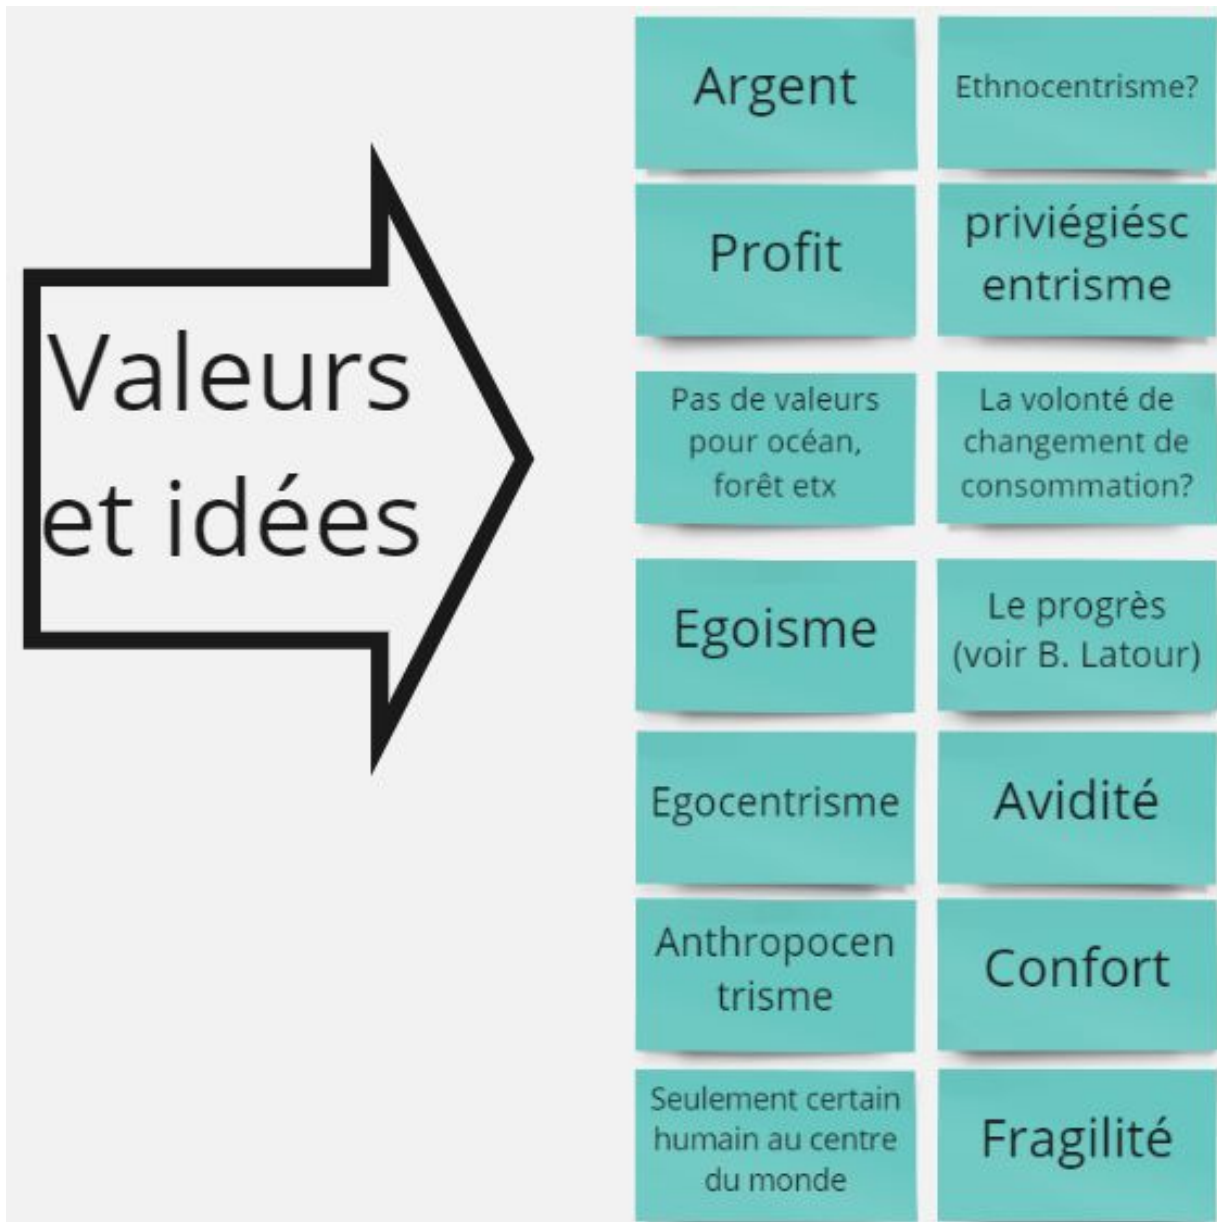 Valeurs
et idées
Argent
Ethnocentrisme?
Profit
priviégiésc
entrisme
Pas de valeurs
pour océan,
forêt etx
La volonté de
changement de
consommation?
Egoisme
Le progrès
(voir B. Latour)
Egocentrisme
Avidité
Anthropocen
trisme
Confort
Seulement certain
humain au centre
du monde
Fragilité